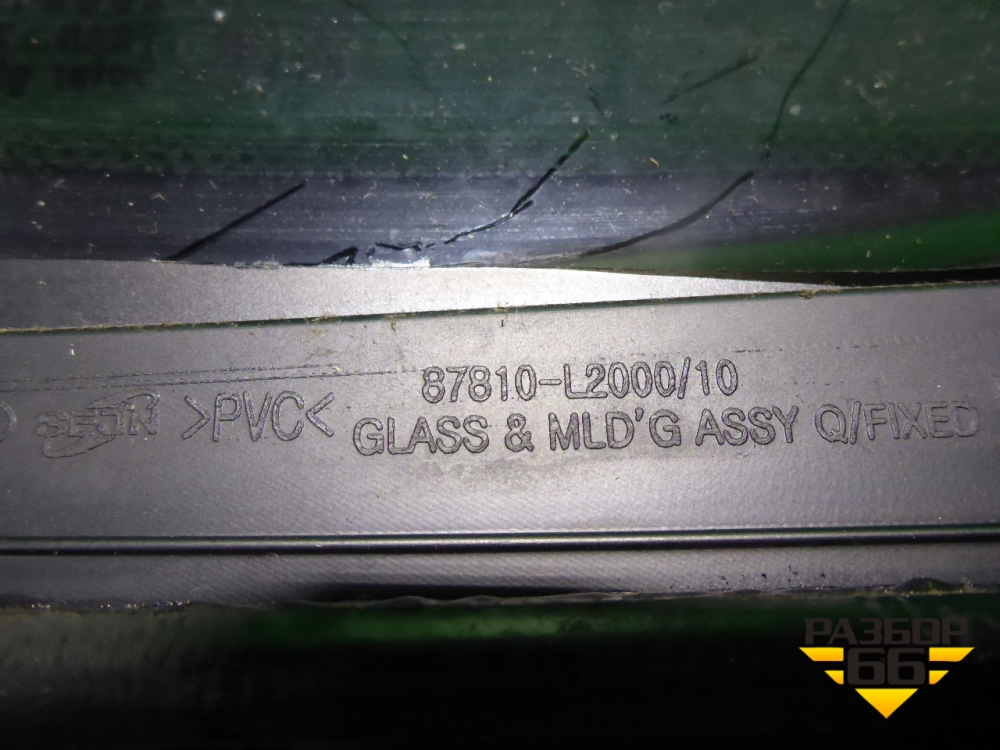 87810-L2000/10
>PVC<
GLASS & MLD'G ASSY Q/FIXED
РАЗБОР
66